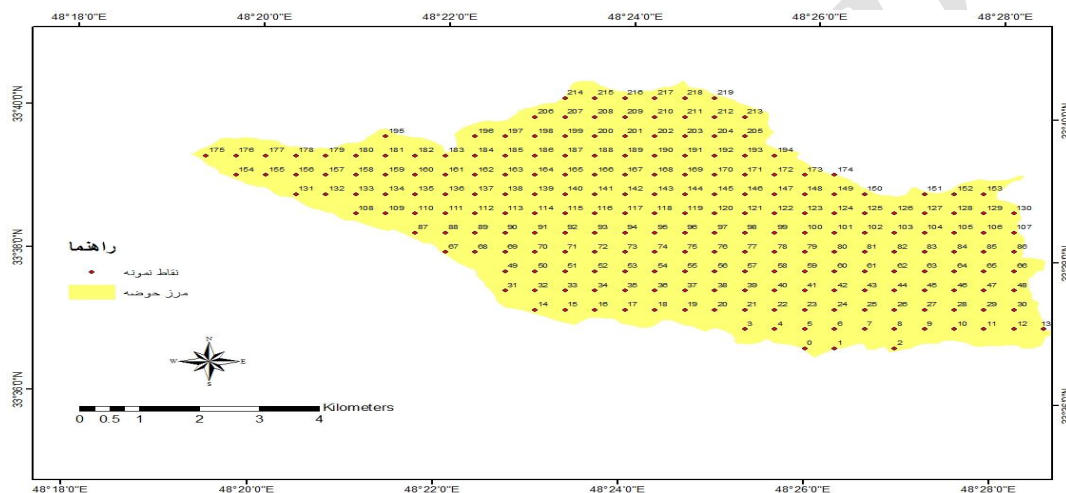 48°18'0"E 48°20'0"E 48°22'0"E 48°24'0"E 48°26'0"E 48°28'0"E
214 215 216 217 218 219
33°40'0"N 33°40'0"N
206 207 208 209 210 211 212 213
195 196 197 198 199 200 201 202 203 204 205
175 176 177 178 179 180 181 182 183 184 185 186 187 188 189 190 191 192 193 194
154 155 156 157 158 159 160 161 162 163 164 165 166 167 168 169 170 171 172 173 174
131 132 133 134 135 136 137 138 139 140 141 142 143 144 145 146 147 148 149 150 151 152 153
108 109 110 111 112 113 114 115 116 117 118 119 120 121 122 123 124 125 126 127 128 129 130
87 88 89 90 91 92 93 94 95 96 97 98 99 100 101 102 103 104 105 106 107
33°38'0"N 33°38'0"N
67 68 69 70 71 72 73 74 75 76 77 78 79 80 81 82 83 84 85 86
راهنما
49 50 51 52 53 54 55 56 57 58 59 60 61 62 63 64 65 66
نقاط نمونه
31 32 33 34 35 36 37 38 39 40 41 42 43 44 45 46 47 48
مرز حوضه
14 15 16 17 18 19 20 21 22 23 24 25 26 27 28 29 30
3 4 5 6 7 8 9 10 11 12 13
0 1 2
N
W E
S
33°36'0"N 33°36'0"N
Kilometers
0 0.5 1 2 3 4
48°18'0"E 48°20'0"E 48°22'0"E 48°24'0"E 48°26'0"E 48°28'0"E